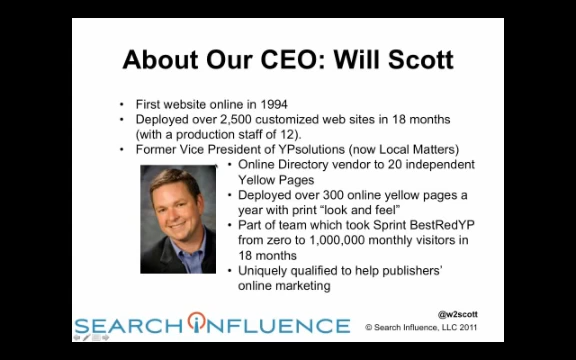 About Our CEO: Will Scott
• First website online in 1994
• Deployed over 2,500 customized web sites in 18 months
(with a production staff of 12).
• Former Vice President of YPsolutions (now Local Matters)
• Online Directory vendor to 20 independent
Yellow Pages
• Deployed over 300 online yellow pages a
year with print “look and feel”
• Part of team which took Sprint BestRedYP
from zero to 1,000,000 monthly visitors in
18 months
• Uniquely qualified to help publishers’
online marketing
@w2scott
SEARCH INFLUENCE
© Search Influence, LLC 2011